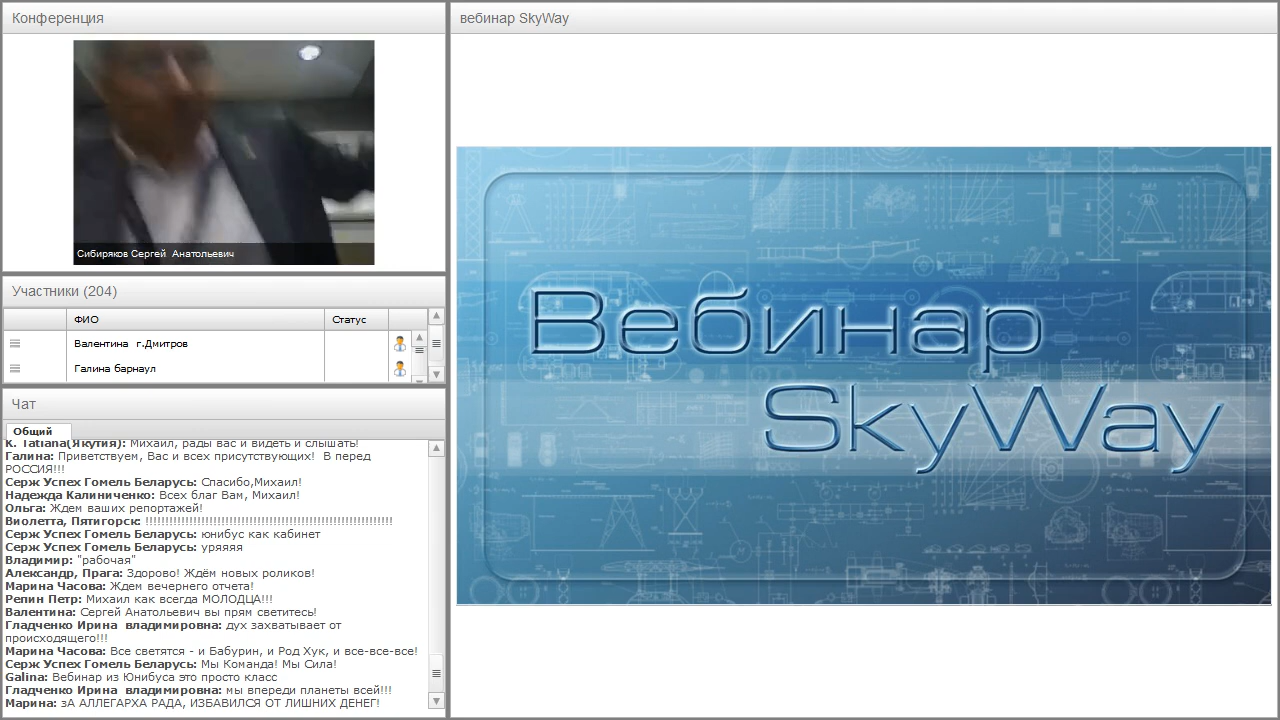 Конференция
Сибиряков Сергей Анатольевич
Участники (204)
ФИО Статус
Валентина г.Дмитров
Галина барнаул
Чат
Общий
К. Tatiana(Якутия): Михаил, рады вас и видеть и слышать!
Галина: Приветствуем, Вас и всех присутствующих! В перед
РОССИЯ!!!
Серж Успех Гомель Беларусь: Спасибо,Михаил!
Надежда Калиниченко: Всех благ Вам, Михаил!
Ольга: Ждем ваших репортажей!
Виолетта, Пятигорск: !!!!!!!!!!!!!!!!!!!!!!!!!!!!!!!!!!!!!!!!!!!!!!!!!!!!!!!!!!!!!!
Серж Успех Гомель Беларусь: юнибус как кабинет
Серж Успех Гомель Беларусь: уряяяя
Владимир: "рабочая"
Александр, Прага: Здорово! Ждём новых роликов!
Марина Часова: Ждем вечернего отчета!
Репин Петр: Михаил как всегда МОЛОДЦА!!!
Валентина: Сергей Анатольевич вы прям светитесь!
Гладченко Ирина владимировна: дух захватывает от
происходящего!!!
Марина Часова: Все светятся - и Бабурин, и Род Хук, и все-все-все!
Серж Успех Гомель Беларусь: Мы Команда! Мы Сила!
Galina: Вебинар из Юнибуса это просто класс
Гладченко Ирина владимировна: мы впереди планеты всей!!!
Марина: зА АЛЛЕГАРХА РАДА, ИЗБАВИЛСЯ ОТ ЛИШНИХ ДЕНЕГ!
вебинар SkyWay
Вебинар
SkyWay